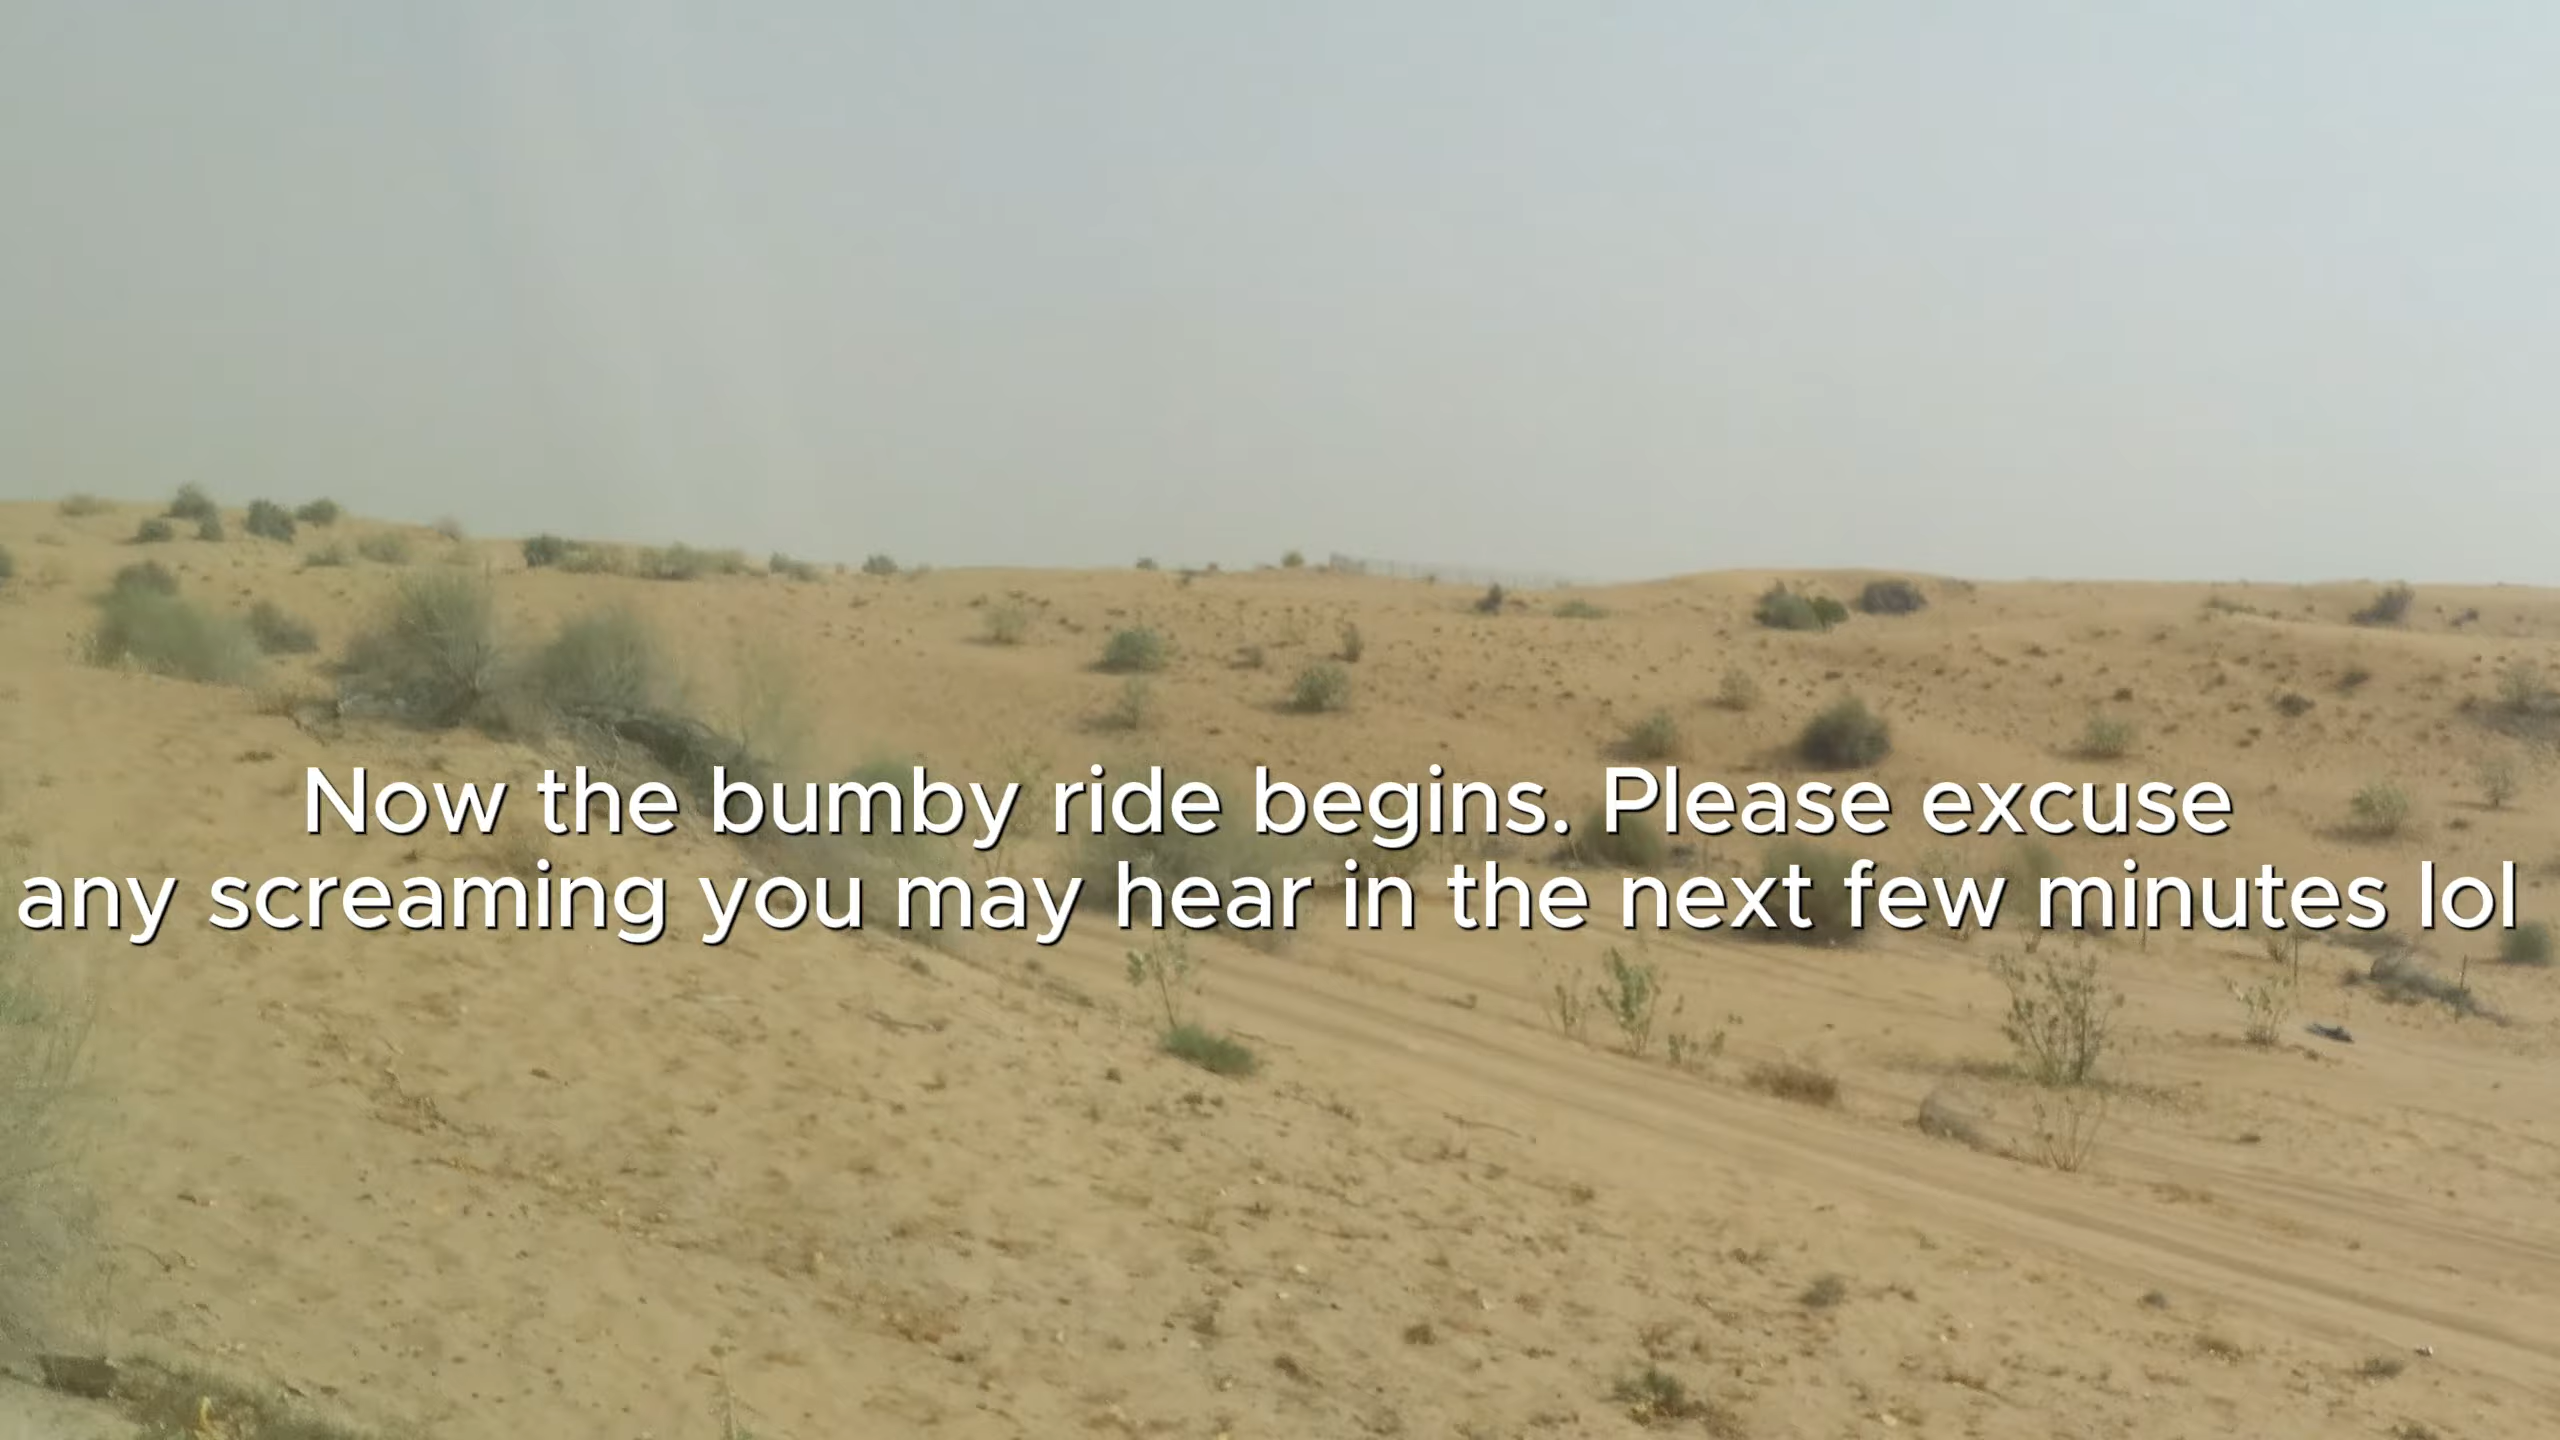 Now the bumby ride begins. Please excuse
any screaming you may hear in the next few minutes lol